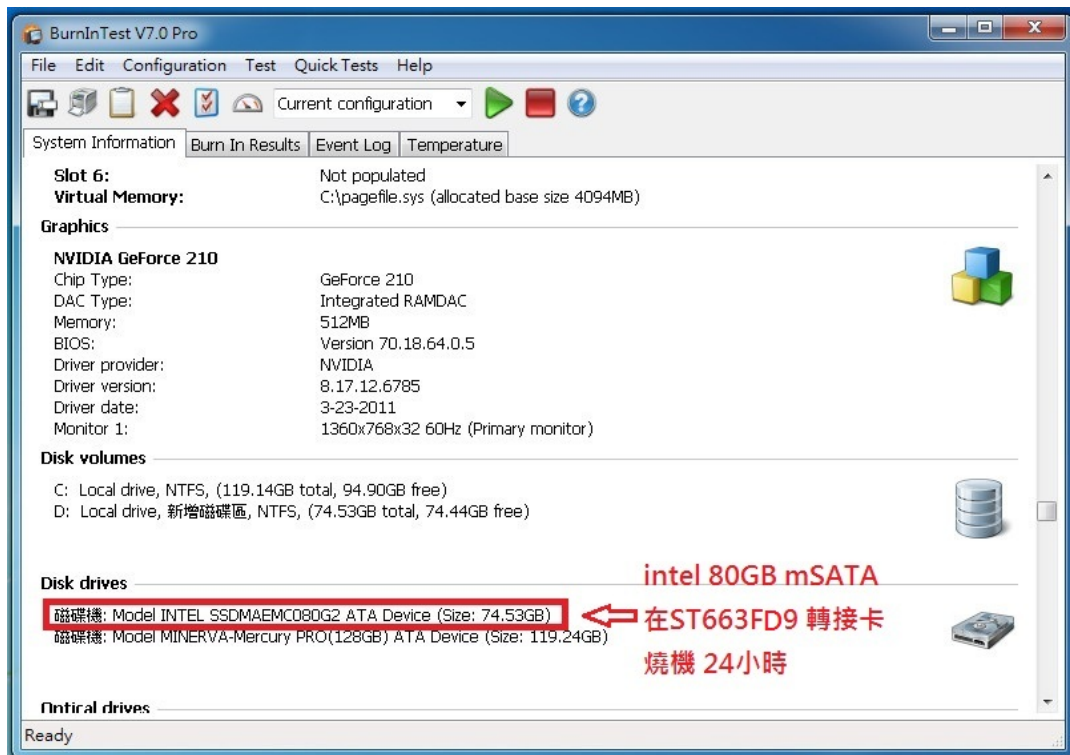 BurnInTest V7.0 Pro
File Edit Configuration Test Quick Tests Help
Current configuration
System Information Burn In Results Event Log Temperature
Slot 6: Not populated
Virtual Memory: C:\pagefile.sys (allocated base size 4094MB)
Graphics
NVIDIA GeForce 210
Chip Type: GeForce 210
DAC Type: Integrated RAMDAC
Memory: 512MB
BIOS: Version 70.18.64.0.5
Driver provider: NVIDIA
Driver version: 8.17.12.6785
Driver date: 3-23-2011
Monitor 1: 1360x768x32 60Hz (Primary monitor)
Disk volumes
C: Local drive, NTFS, (119.14GB total, 94.90GB free)
D: Local drive, 新增磁碟區, NTFS, (74.53GB total, 74.44GB free)
Disk drives
磁碟機: Model INTEL SSDMAEMC080G2 ATA Device (Size: 74.53GB)
磁碟機: Model MINERVA-Mercury PRO(128GB) ATA Device (Size: 119.24GB)
intel 80GB mSATA
在ST663FD9 轉接卡
燒機 24小時
Optical drives
Ready